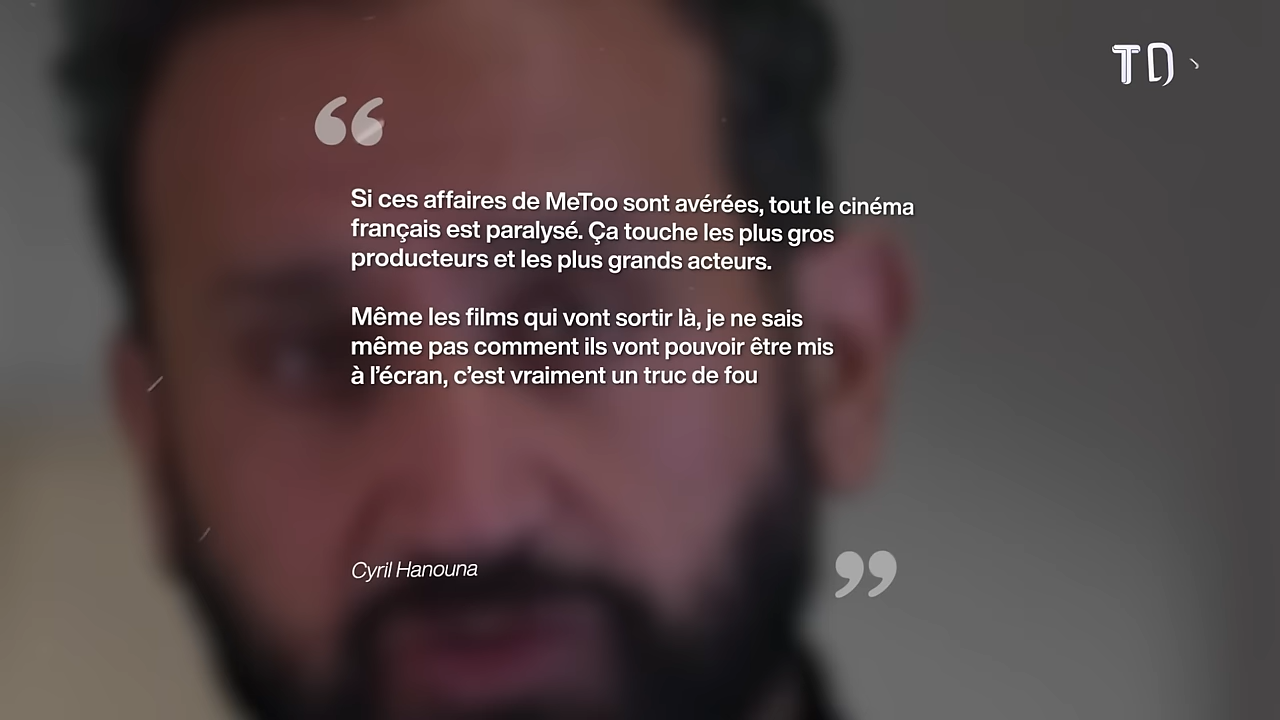 TD
“
Si ces affaires de MeToo sont avérées, tout le cinéma
français est paralysé. Ça touche les plus gros
producteurs et les plus grands acteurs.
Même les films qui vont sortir là, je ne sais
même pas comment ils vont pouvoir être mis
à l’écran, c’est vraiment un truc de fou
Cyril Hanouna
”